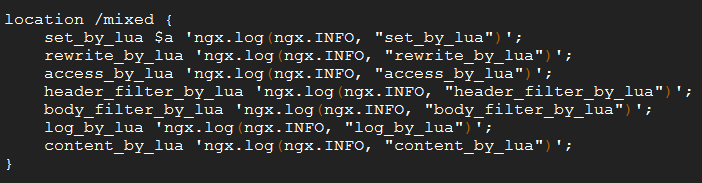 location /mixed {
    set_by_lua $a 'ngx.log(ngx.INFO, "set_by_lua")';
    rewrite_by_lua 'ngx.log(ngx.INFO, "rewrite_by_lua")';
    access_by_lua 'ngx.log(ngx.INFO, "access_by_lua")';
    header_filter_by_lua 'ngx.log(ngx.INFO, "header_filter_by_lua")';
    body_filter_by_lua 'ngx.log(ngx.INFO, "body_filter_by_lua")';
    log_by_lua 'ngx.log(ngx.INFO, "log_by_lua")';
    content_by_lua 'ngx.log(ngx.INFO, "content_by_lua")';
}